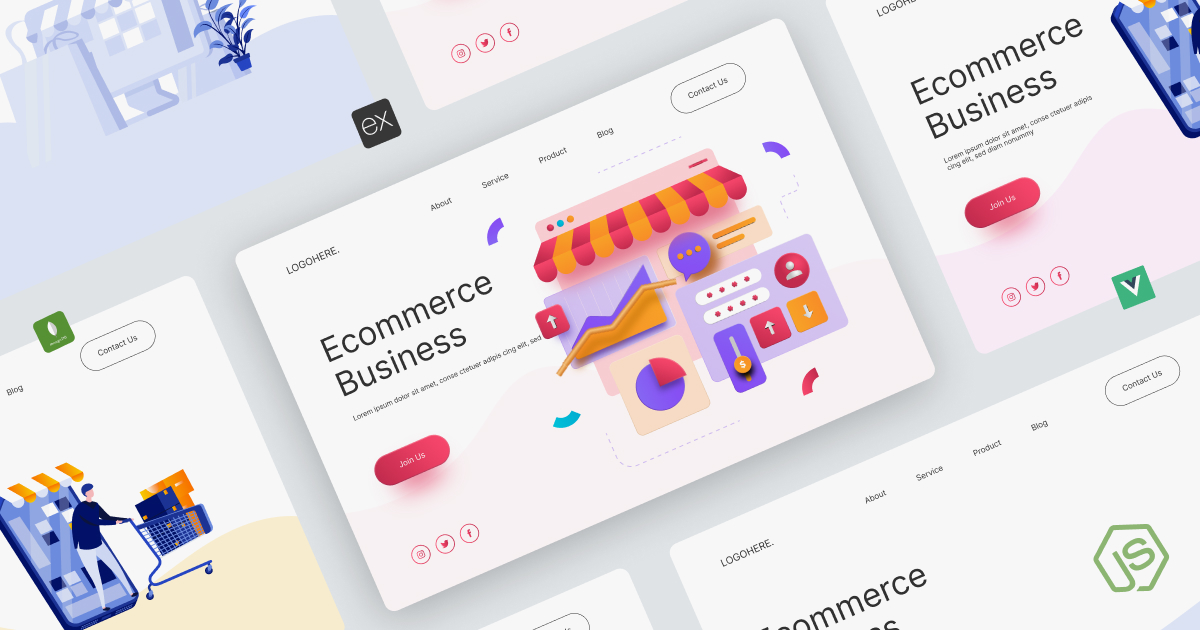 LOGOHERE.
About
Service
Product
Blog
Contact Us
Ecommerce
Business
Lorem ipsum dolor sit amet, conse ctetuer adipis cing elit, sed
Join Us
ex
Ecommerce
Business
Lorem ipsum dolor sit amet, conse ctetuer adipis
cing elit, sed diam nonummy
Join Us
Blog
Contact Us
LOGOHERE.
About
Service
Product
Blog
Contact Us
Ecommerce
JS